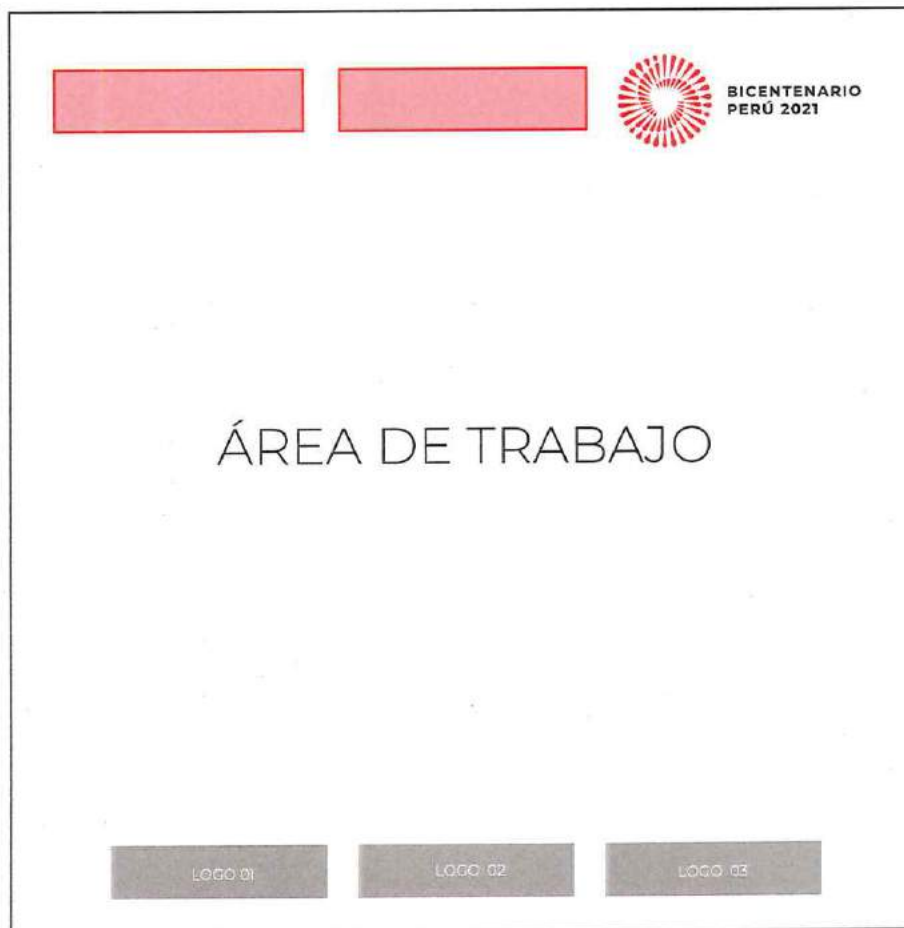 BICENTENARIO
PERÚ 2021
ÁREA DE TRABAJO
LOGO 01
LOGO 02
LOGO 03